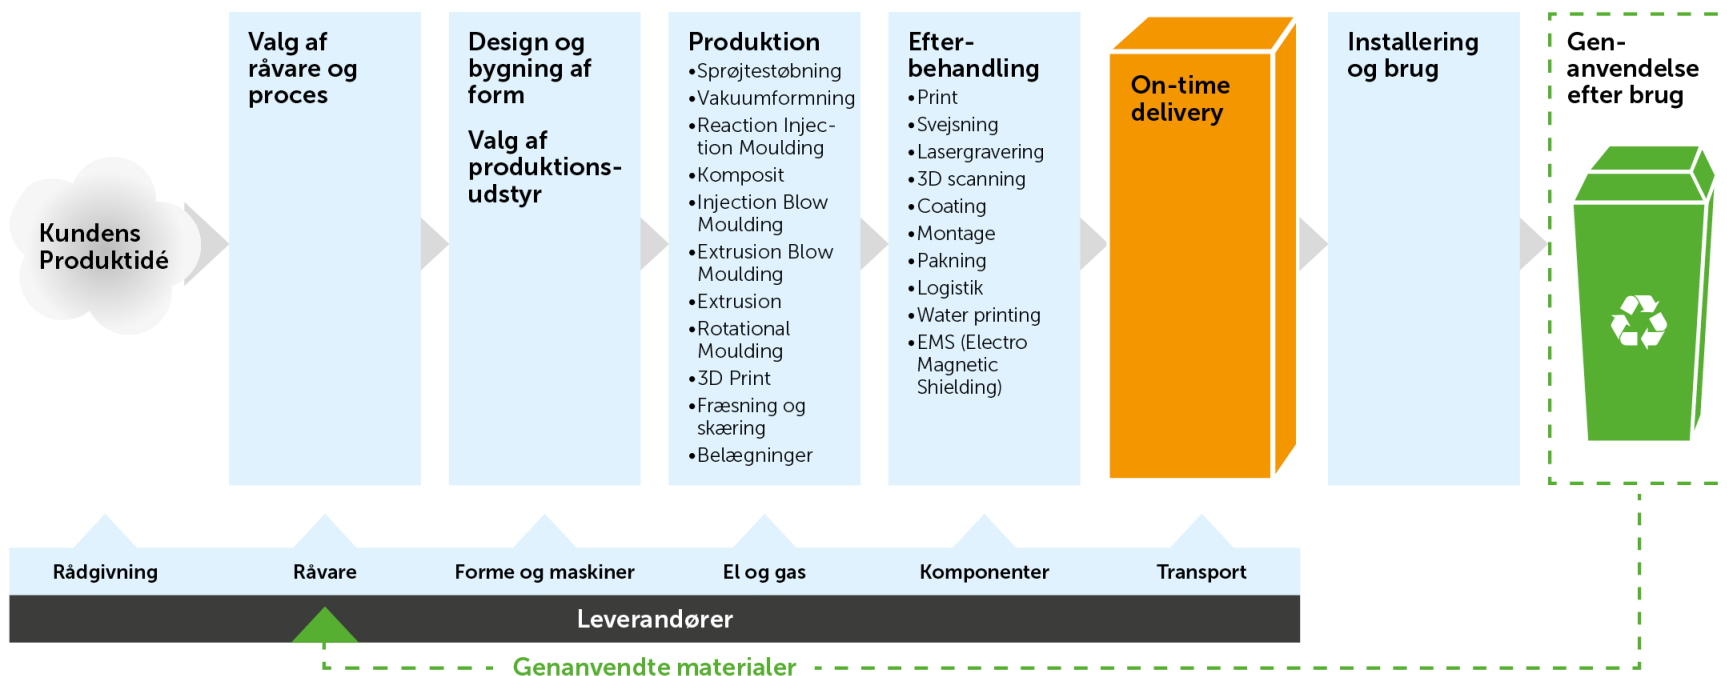 Kundens
Produktidé
Valg af
råvare og
proces
Design og
bygning af
form
Valg af
produktions-
udstyr
Produktion
•Sprøjtestøbning
•Vakuumformning
•Reaction Injec-
tion Moulding
•Komposit
•Injection Blow
Moulding
•Extrusion Blow
Moulding
•Extrusion
•Rotational
Moulding
•3D Print
•Fræsning og
skæring
•Belægninger
Efter-
behandling
•Print
•Svejsning
•Lasergravering
•3D scanning
•Coating
•Montage
•Pakning
•Logistik
•Water printing
•EMS (Electro
Magnetic
Shielding)
On-time
delivery
Installering
og brug
Gen-
anvendelse
efter brug
Rådgivning
Råvare
Forme og maskiner
El og gas
Komponenter
Transport
Leverandører
Genanvendte materialer